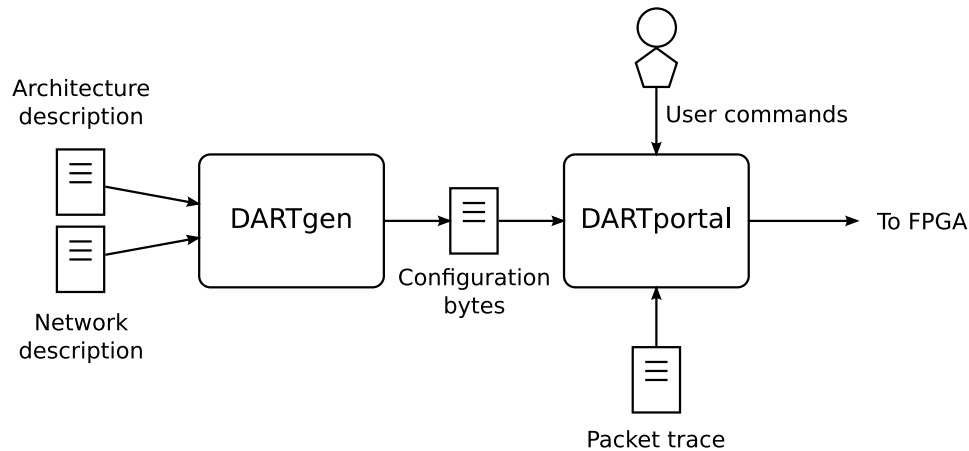 Architecture
description
User commands
DARTgen
DARTportal
To FPGA
Configuration
bytes
Network
description
Packet trace